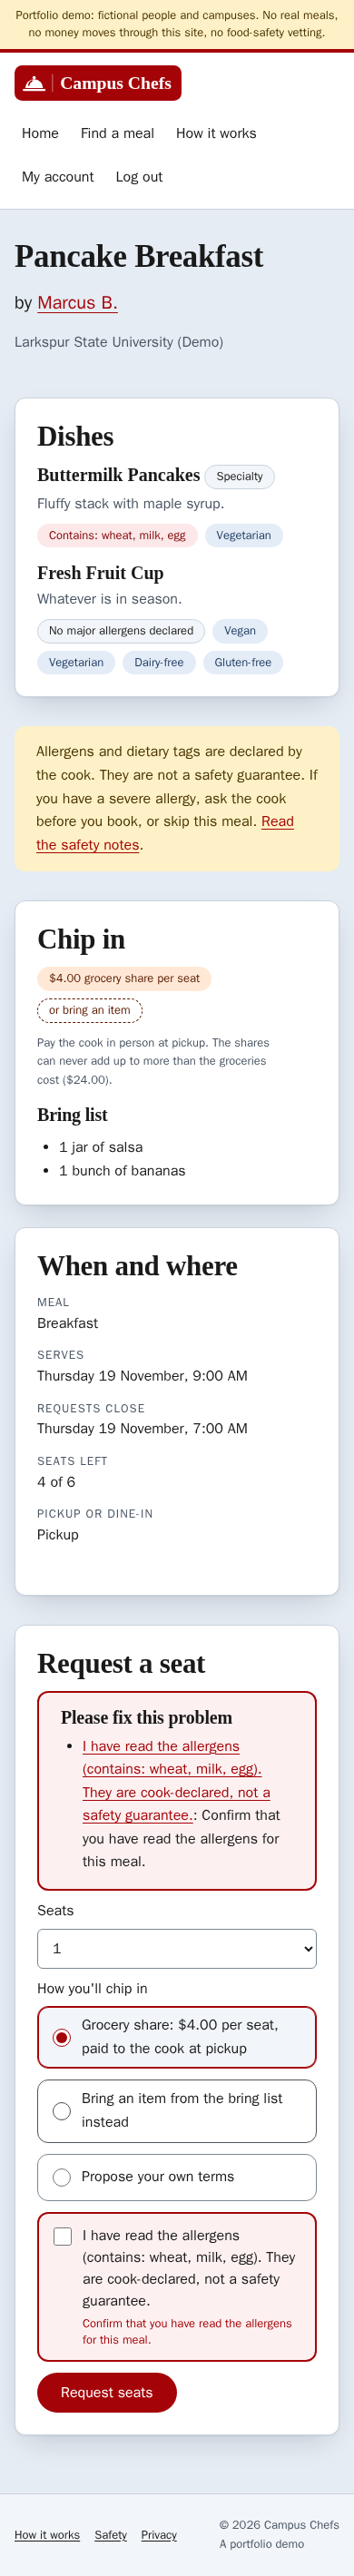 Portfolio demo: fictional people and campuses. No real meals,
no money moves through this site, no food-safety vetting.
Campus Chefs
Home Find a meal How it works
My account Log out
Pancake Breakfast
by Marcus B.
Larkspur State University (Demo)
Dishes
Buttermilk Pancakes Specialty
Fluffy stack with maple syrup.
Contains: wheat, milk, egg Vegetarian
Fresh Fruit Cup
Whatever is in season.
No major allergens declared Vegan
Vegetarian Dairy-free Gluten-free
Allergens and dietary tags are declared by
the cook. They are not a safety guarantee. If
you have a severe allergy, ask the cook
before you book, or skip this meal. Read
the safety notes.
Chip in
$4.00 grocery share per seat
or bring an item
Pay the cook in person at pickup. The shares
can never add up to more than the groceries
cost ($24.00).
Bring list
• 1 jar of salsa
• 1 bunch of bananas
When and where
MEAL
Breakfast
SERVES
Thursday 19 November, 9:00 AM
REQUESTS CLOSE
Thursday 19 November, 7:00 AM
SEATS LEFT
4 of 6
PICKUP OR DINE-IN
Pickup
Request a seat
Please fix this problem
• I have read the allergens
(contains: wheat, milk, egg).
They are cook-declared, not a
safety guarantee.: Confirm that
you have read the allergens for
this meal.
Seats
1
How you'll chip in
Grocery share: $4.00 per seat,
paid to the cook at pickup
Bring an item from the bring list
instead
Propose your own terms
I have read the allergens
(contains: wheat, milk, egg). They
are cook-declared, not a safety
guarantee.
Confirm that you have read the allergens
for this meal.
Request seats
How it works Safety Privacy
© 2026 Campus Chefs
A portfolio demo